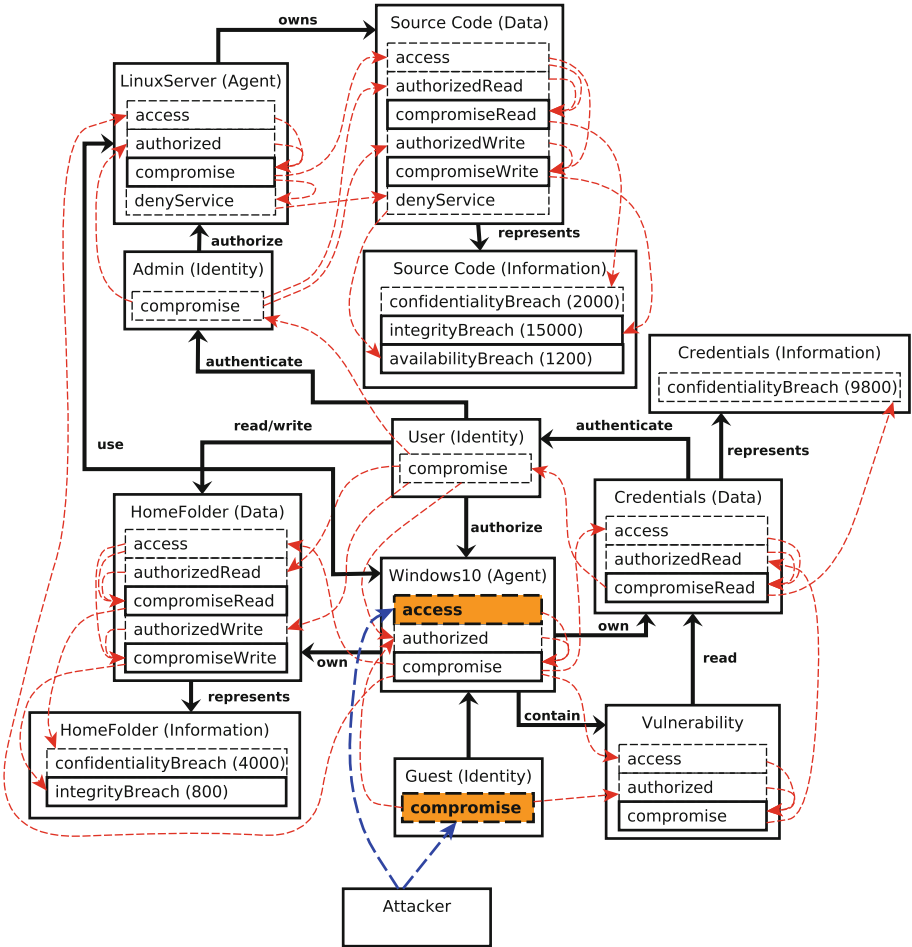 owns
Source Code (Data)
access
authorizedRead
compromiseRead
authorizedWrite
compromiseWrite
denyService
LinuxServer (Agent)
access
authorized
compromise
denyService
authorize
represents
Admin (Identity)
compromise
Source Code (Information)
confidentialityBreach (2000)
integrityBreach (15000)
availabilityBreach (1200)
Credentials (Information)
confidentialityBreach (9800)
authenticate
read/write
use
User (Identity)
compromise
authenticate
represents
authorize
HomeFolder (Data)
access
authorizedRead
compromiseRead
authorizedWrite
compromiseWrite
Windows10 (Agent)
access
authorized
compromise
Credentials (Data)
access
authorizedRead
compromiseRead
own
own
read
represents
contain
HomeFolder (Information)
confidentialityBreach (4000)
integrityBreach (800)
Guest (Identity)
compromise
Vulnerability
access
authorized
compromise
Attacker